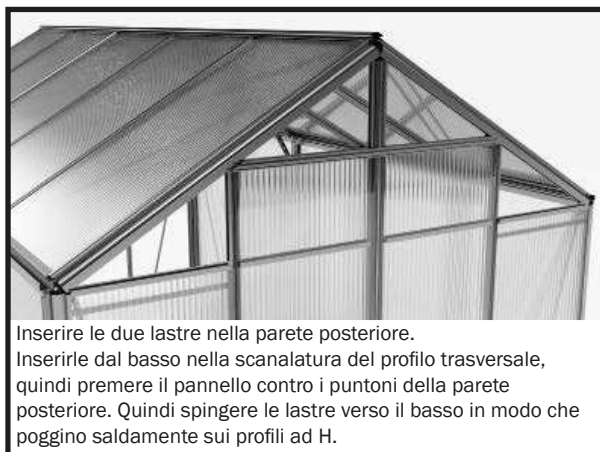 Inserire le due lastre nella parete posteriore.
Inserirle dal basso nella scanalatura del profilo trasversale,
quindi premere il pannello contro i puntoni della parete
posteriore. Quindi spingere le lastre verso il basso in modo che
poggino saldamente sui profili ad H.